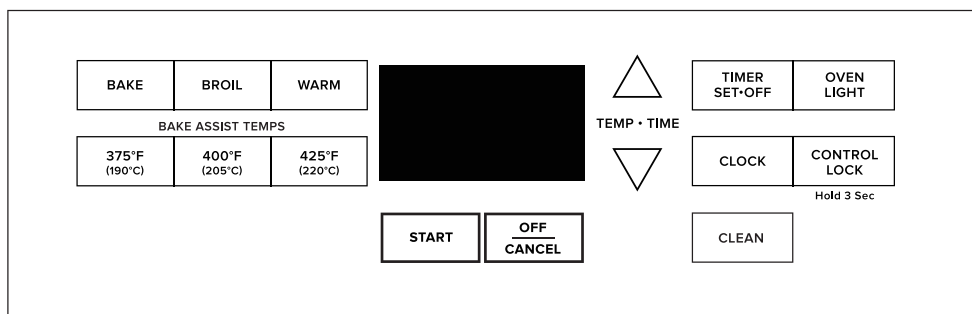 BAKE
BROIL
WARM
BAKE ASSIST TEMPS
375°F
(190°C)
400°F
(205°C)
425°F
(220°C)
START
OFF
CANCEL
TEMP • TIME
TIMER
SET•OFF
OVEN
LIGHT
CLOCK
CONTROL
LOCK
Hold 3 Sec
CLEAN